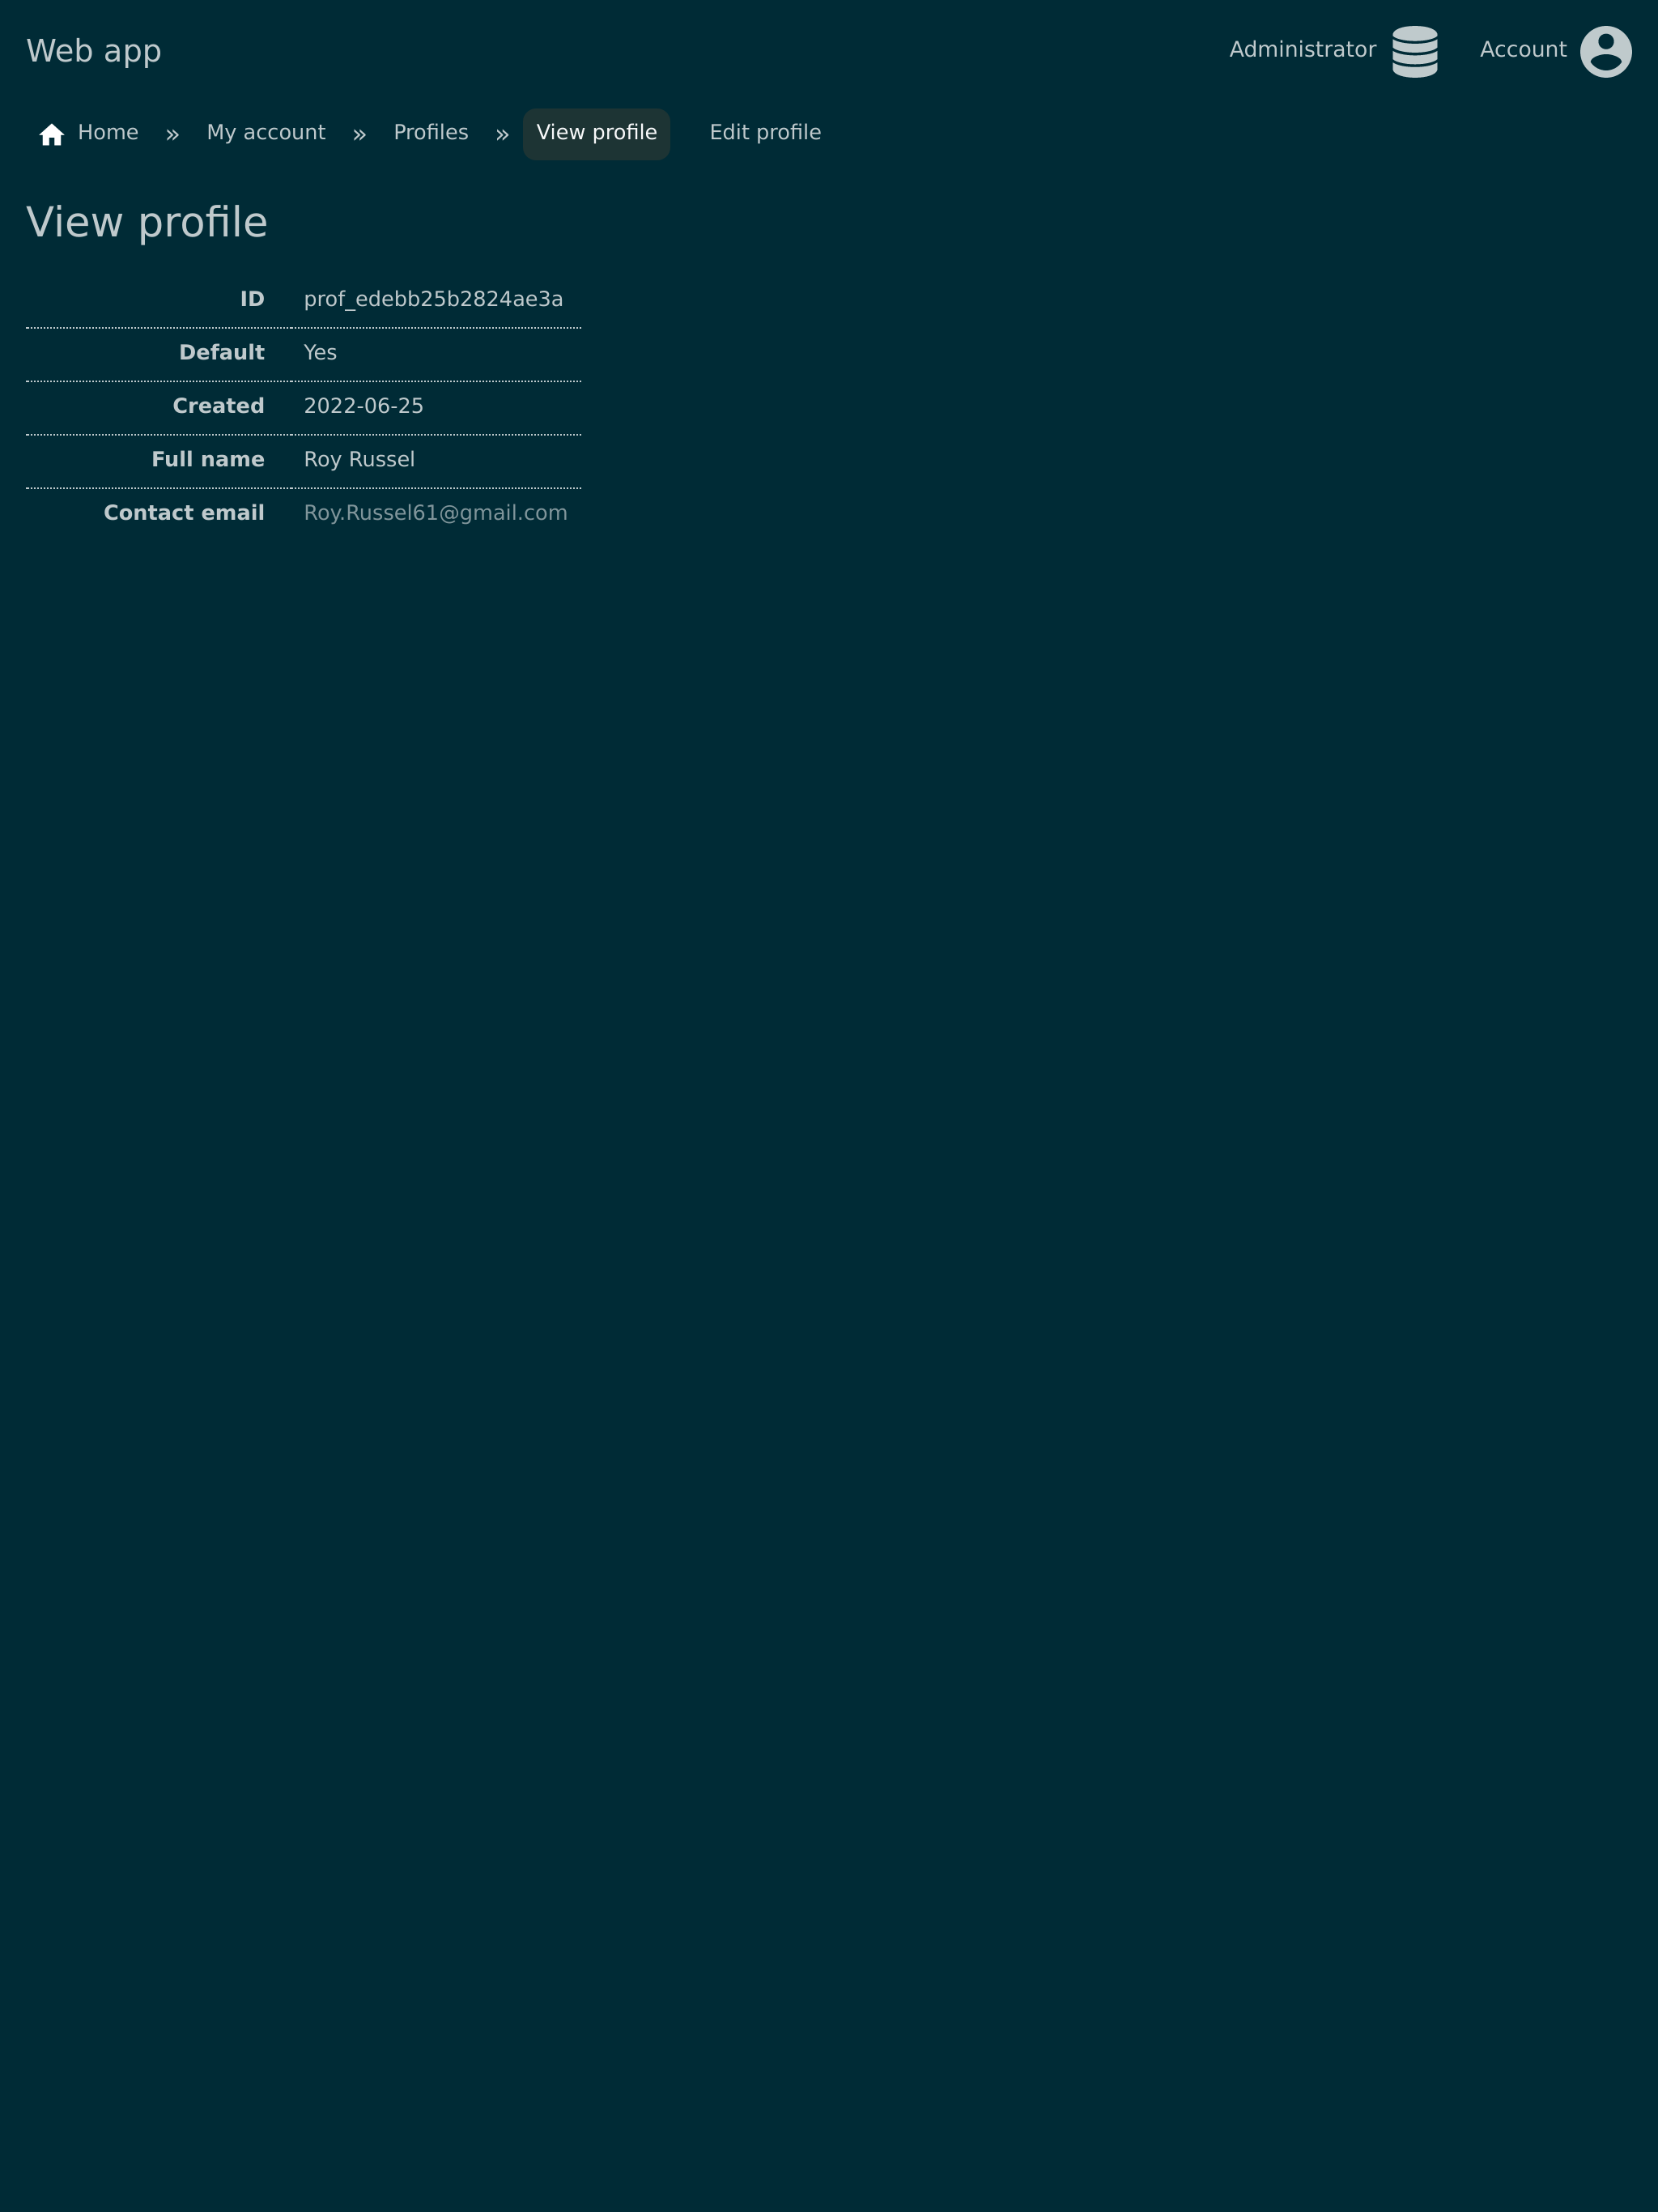 Web app
Administrator Account
Home » My account » Profiles » View profile Edit profile
View profile
ID prof_edebb25b2824ae3a
Default Yes
Created 2022-06-25
Full name Roy Russel
Contact email Roy.Russel61@gmail.com